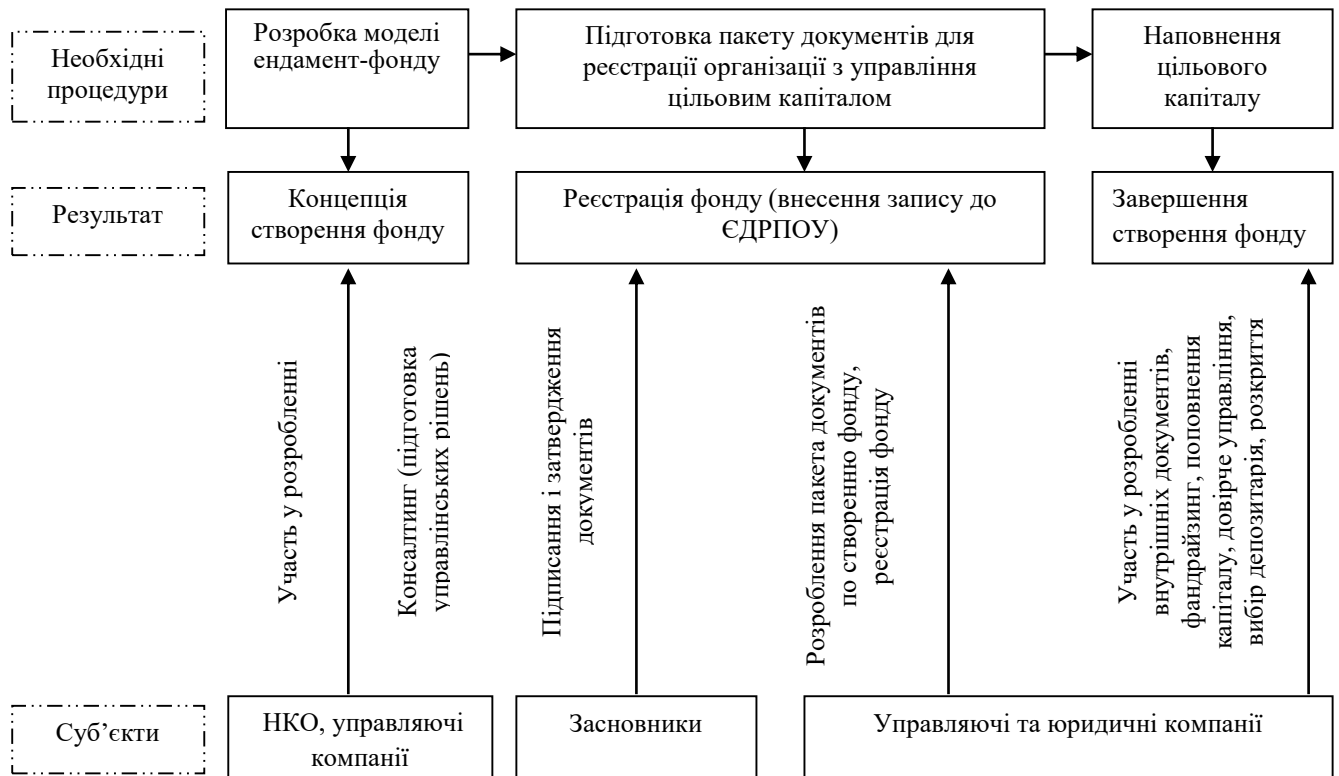 Необхідні
процедури
Розробка моделі
ендамент-фонду
Підготовка пакету документів для
реєстрації організації з управління
цільовим капіталом
Наповнення
цільового
капіталу
Результат
Концепція
створення фонду
Реєстрація фонду (внесення запису до
ЄДРПОУ)
Завершення
створення фонду
Участь у розробленні
Консалтинг (підготовка
управлінських рішень)
Підписання і затвердження
документів
Розроблення пакета документів
по створенню фонду,
реєстрація фонду
Участь у розробленні
внутрішніх документів,
фандрайзинг, поповнення
капіталу, довірче управління,
вибір депозитарія, розкриття
Суб’єкти
НКО, управляючі
компанії
Засновники
Управляючі та юридичні компанії